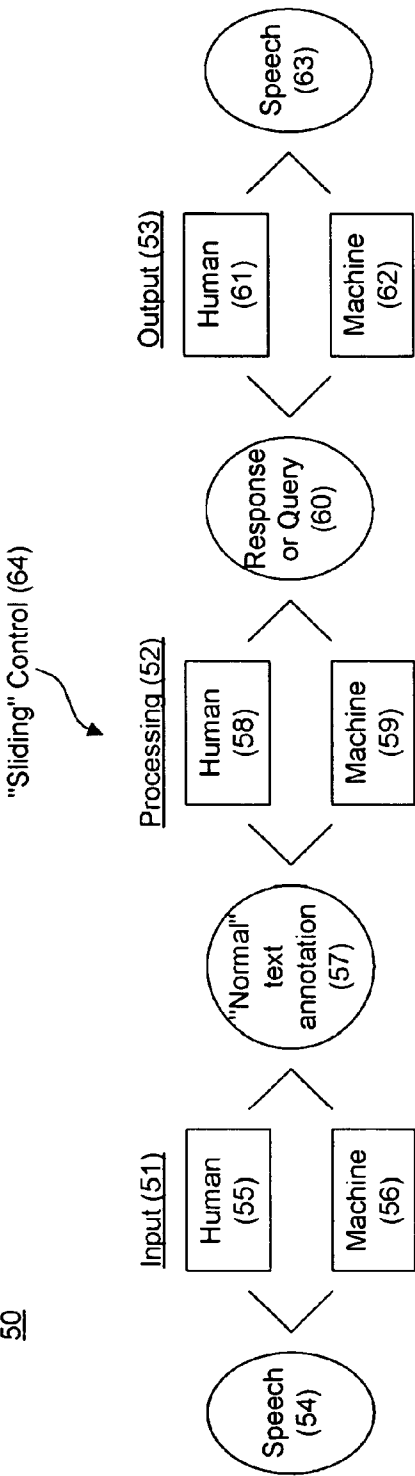 50
"Sliding" Control (64)
Input (51)
Processing (52)
Output (53)
Speech
(54)
Human
(55)
Machine
(56)
"Normal"
text
annotation
(57)
Human
(58)
Machine
(59)
Response
or Query
(60)
Human
(61)
Machine
(62)
Speech
(63)